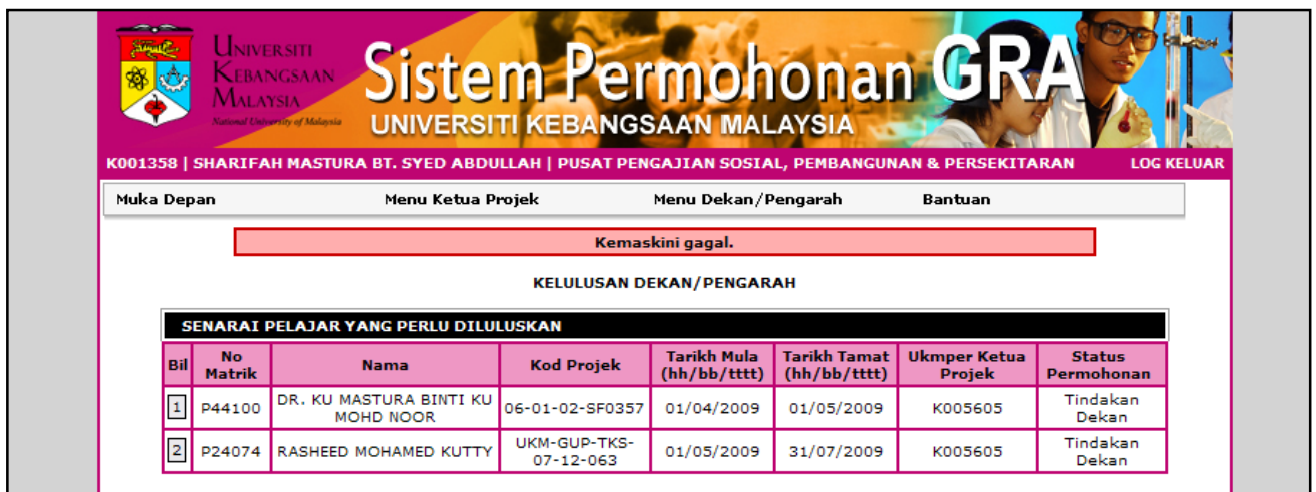 UNIVERSITI
KEBANGSAAN
MALAYSIA
National University of Malaysia
Sistem Permohonan GRA
UNIVERSITI KEBANGSAAN MALAYSIA
K001358 | SHARIFAH MASTURA BT. SYED ABDULLAH | PUSAT PENGAJIAN SOSIAL, PEMBANGUNAN & PERSEKITARAN LOG KELUAR
Muka Depan Menu Ketua Projek Menu Dekan/Pengarah Bantuan
Kemaskini gagal.
KELULUSAN DEKAN/PENGARAH
SENARAI PELAJAR YANG PERLU DILULUSKAN
Bil No Matrik Nama Kod Projek Tarikh Mula (hh/bb/tttt) Tarikh Tamat (hh/bb/tttt) Ukmper Ketua Projek Status Permohonan
1 P44100 DR. KU MASTURA BINTI KU MOHD NOOR 06-01-02-SF0357 01/04/2009 01/05/2009 K005605 Tindakan Dekan
2 P24074 RASHEED MOHAMED KUTTY UKM-GUP-TKS-07-12-063 01/05/2009 31/07/2009 K005605 Tindakan Dekan